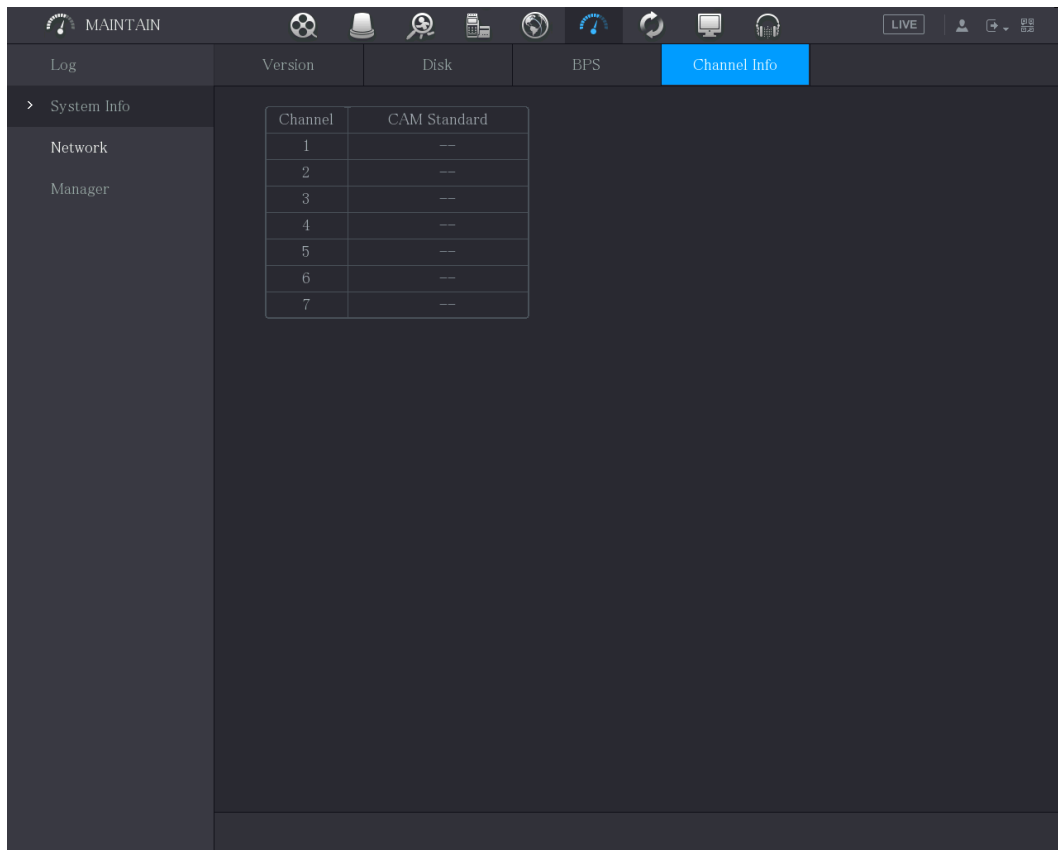 MAINTAIN LIVE
Log Version Disk BPS Channel Info
System Info
Network
Manager
Channel CAM Standard
1 --
2 --
3 --
4 --
5 --
6 --
7 --